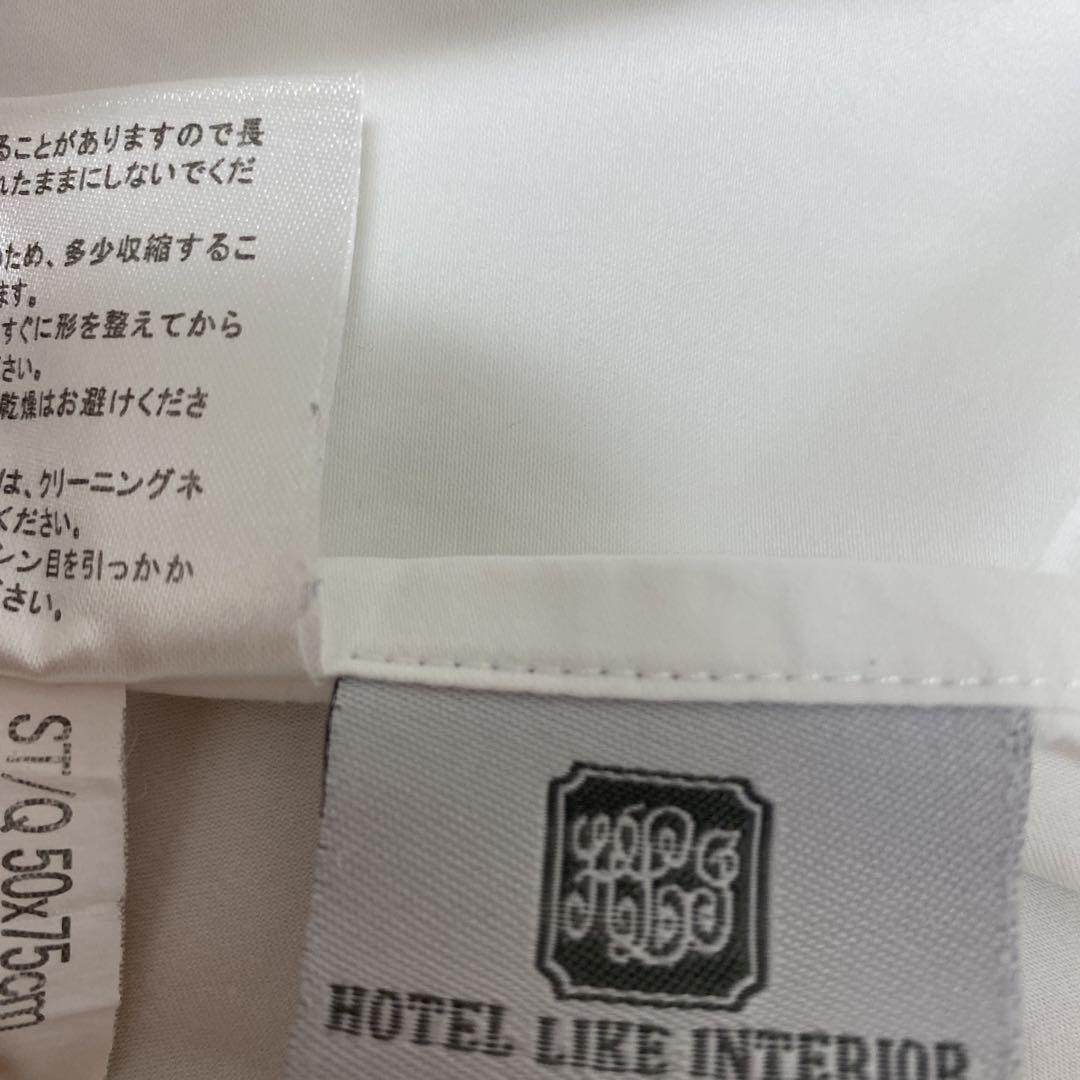 ることがありますので長
れたままにしないでくだ
ため、多少収縮するこ
ます。
すぐに形を整えてから
ださい。
乾燥はお避けくださ
は、クリーニングネ
ください。
シン目を引っかか
ださい。
ST/Q 50x75cm
HOTEL LIKE INTERIOR